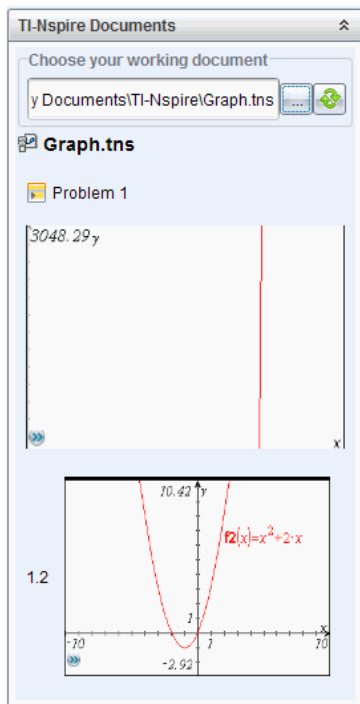 TI-Nspire Documents
Choose your working document
y Documents\TI-Nspire\Graph.tns
...
Graph.tns
Problem 1
3048.29 y
x
1.2
10.42 y
f2(x)=x²+2·x
1
x
-10
1
10
-2.92